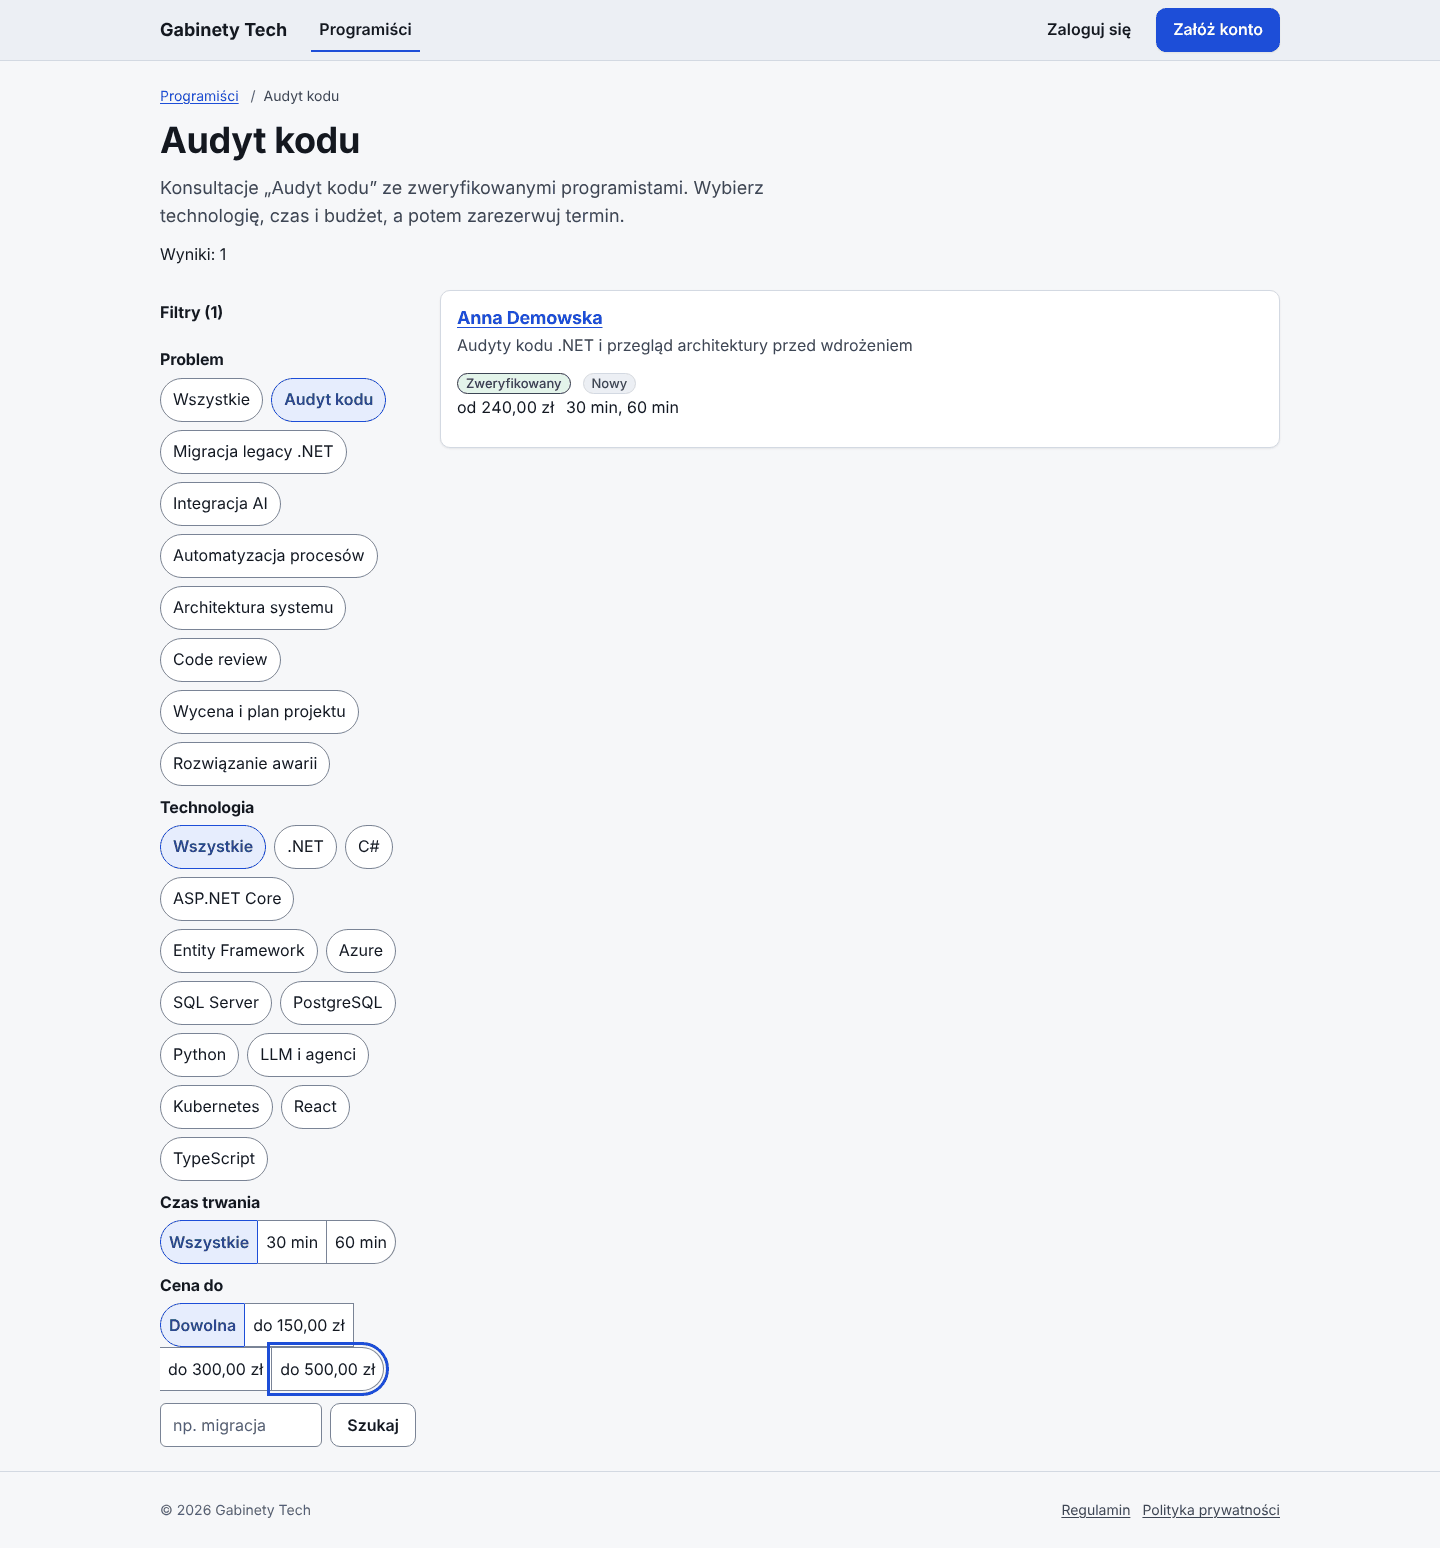 Gabinety Tech
Programiści
Zaloguj się
Załóż konto
Programiści / Audyt kodu
Audyt kodu
Konsultacje „Audyt kodu” ze zweryfikowanymi programistami. Wybierz
technologię, czas i budżet, a potem zarezerwuj termin.
Wyniki: 1
Filtry (1)
Problem
Wszystkie
Audyt kodu
Migracja legacy .NET
Integracja AI
Automatyzacja procesów
Architektura systemu
Code review
Wycena i plan projektu
Rozwiązanie awarii
Technologia
Wszystkie
.NET
C#
ASP.NET Core
Entity Framework
Azure
SQL Server
PostgreSQL
Python
LLM i agenci
Kubernetes
React
TypeScript
Czas trwania
Wszystkie
30 min
60 min
Cena do
Dowolna
do 150,00 zł
do 300,00 zł
do 500,00 zł
np. migracja
Szukaj
Anna Demowska
Audyty kodu .NET i przegląd architektury przed wdrożeniem
Zweryfikowany
Nowy
od 240,00 zł 30 min, 60 min
© 2026 Gabinety Tech
Regulamin
Polityka prywatności